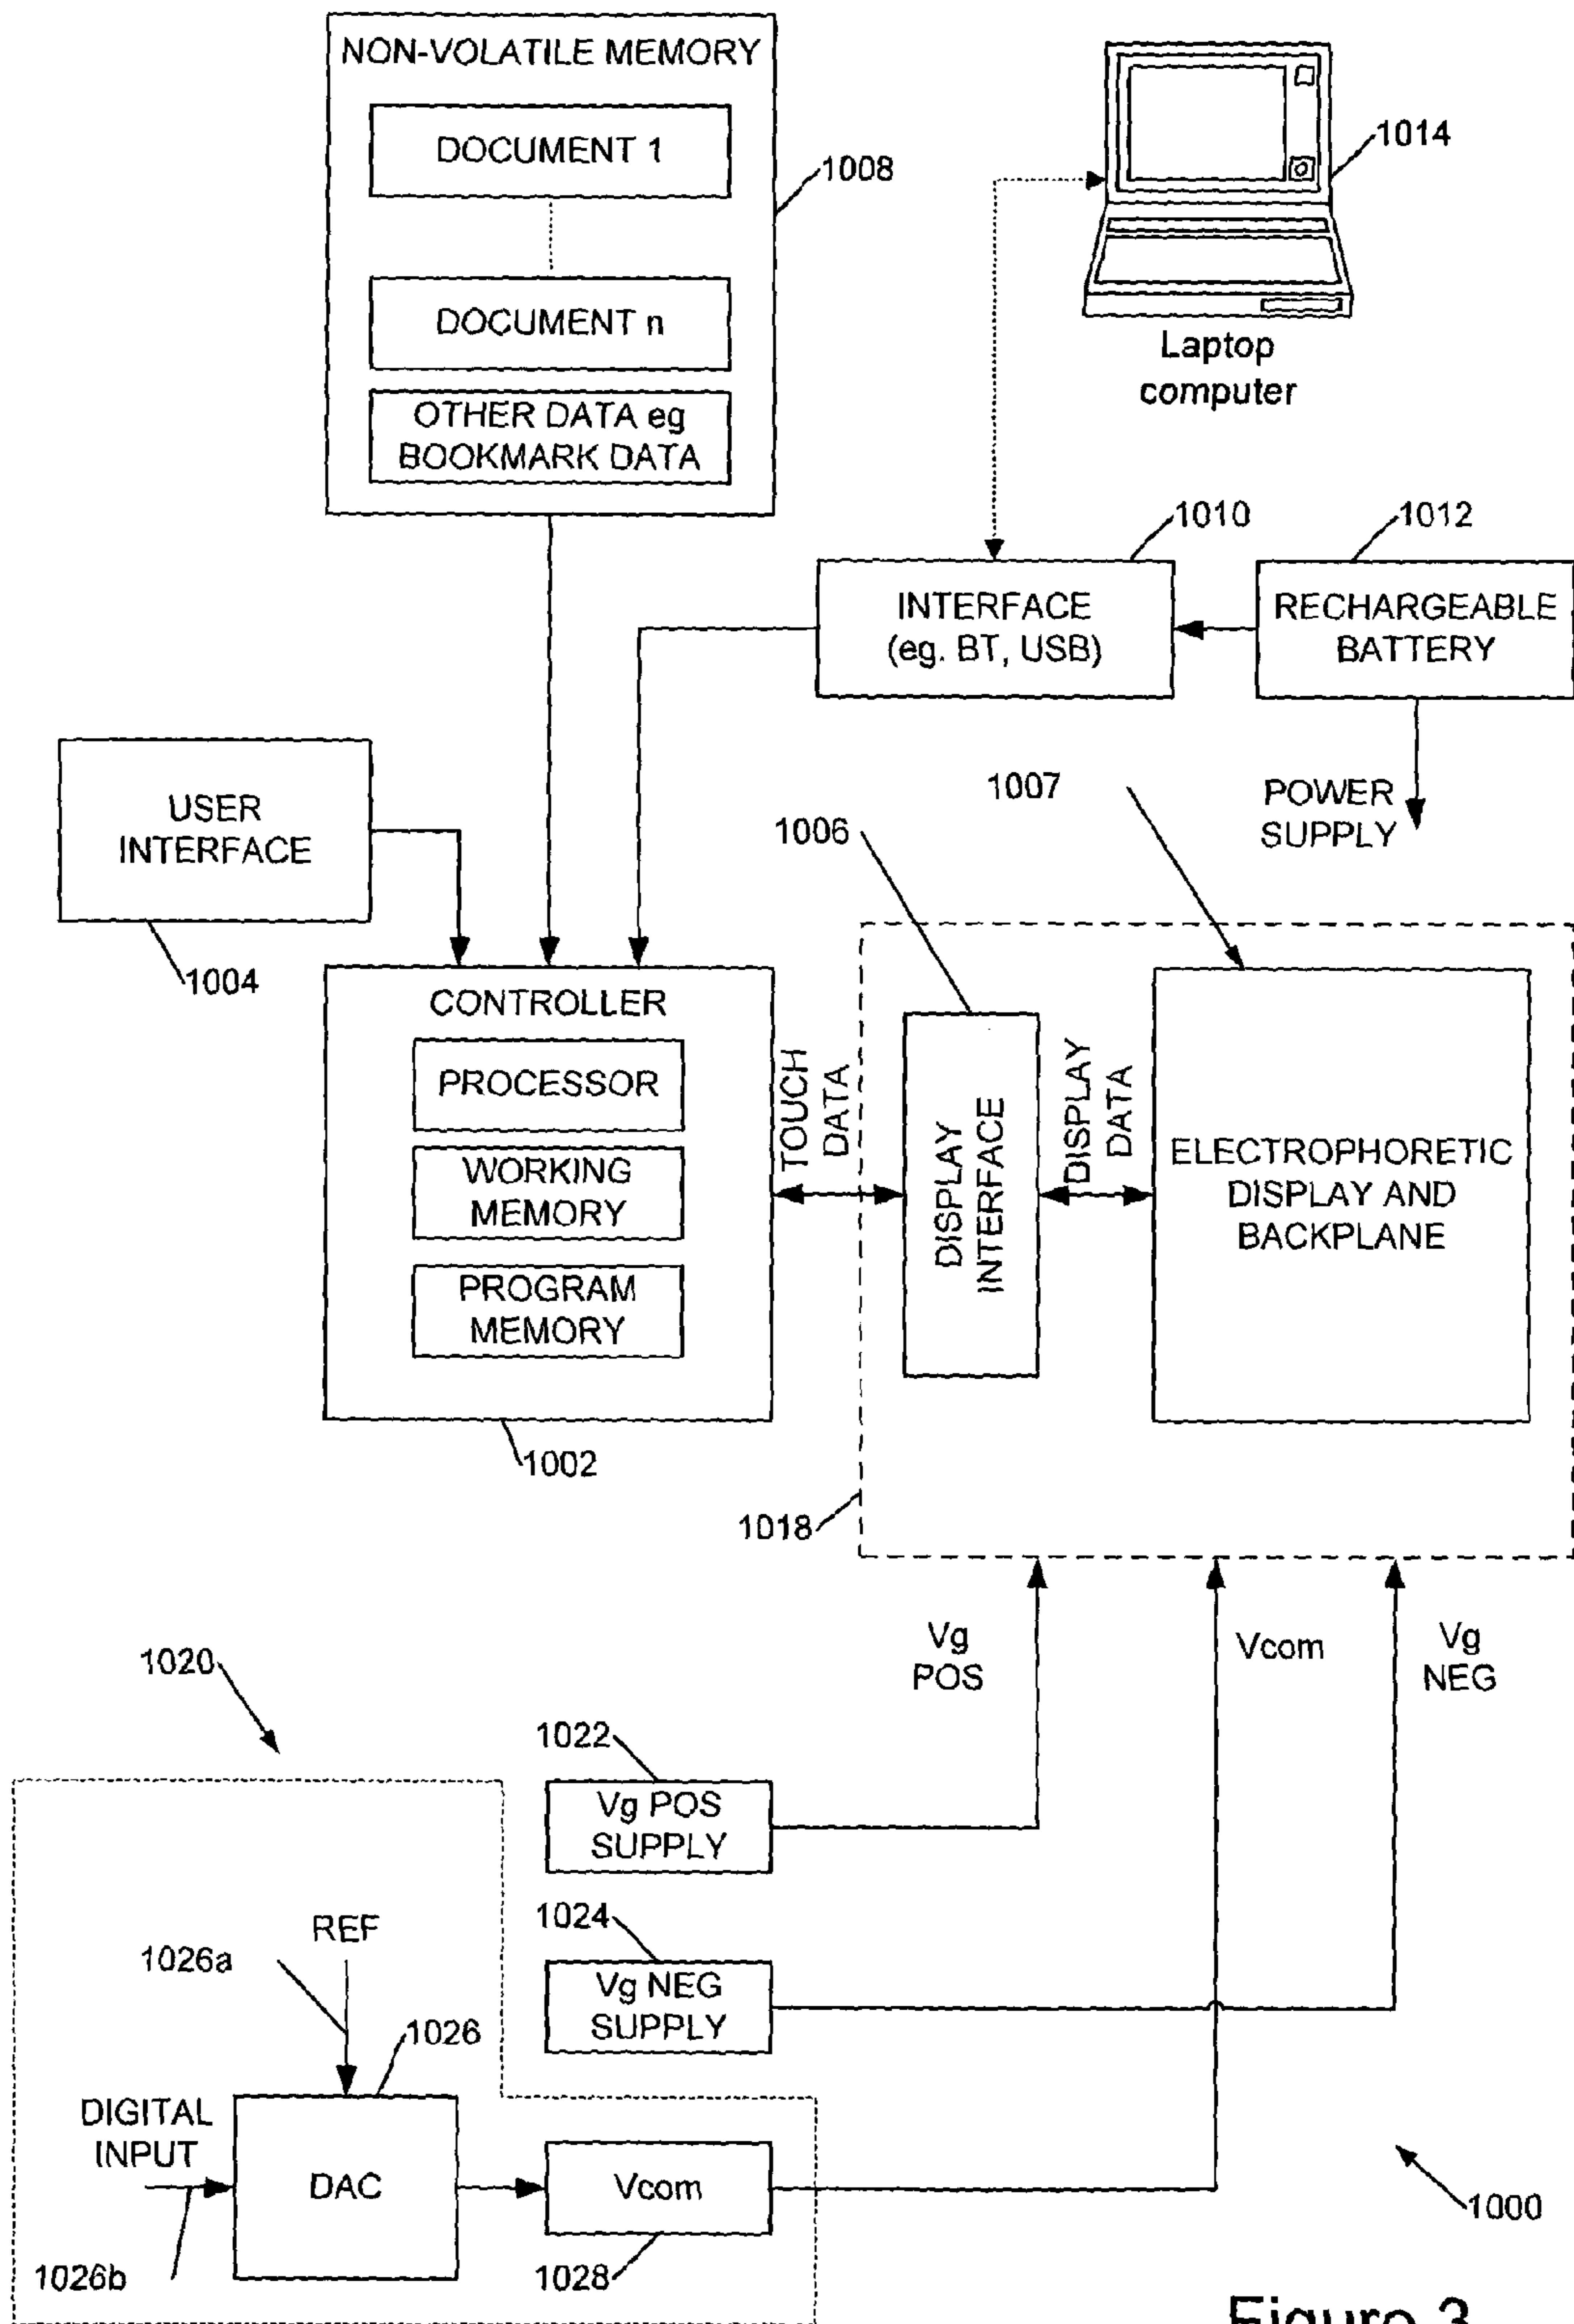 NON-VOLATILE MEMORY
DOCUMENT 1
DOCUMENT n
OTHER DATA eg
BOOKMARK DATA
1008
1014
Laptop
computer
1010
1012
INTERFACE
(eg. BT, USB)
RECHARGEABLE
BATTERY
POWER
SUPPLY
USER
INTERFACE
1004
1007
1006
CONTROLLER
PROCESSOR
WORKING
MEMORY
PROGRAM
MEMORY
1002
TOUCH
DATA
DISPLAY
INTERFACE
DISPLAY
DATA
ELECTROPHORETIC
DISPLAY AND
BACKPLANE
1018
Vg
POS
Vcom
Vg
NEG
1020
1022
Vg POS
SUPPLY
1024
Vg NEG
SUPPLY
REF
1026a
1026
DIGITAL
INPUT
DAC
Vcom
1026b
1028
1000
Figure 3